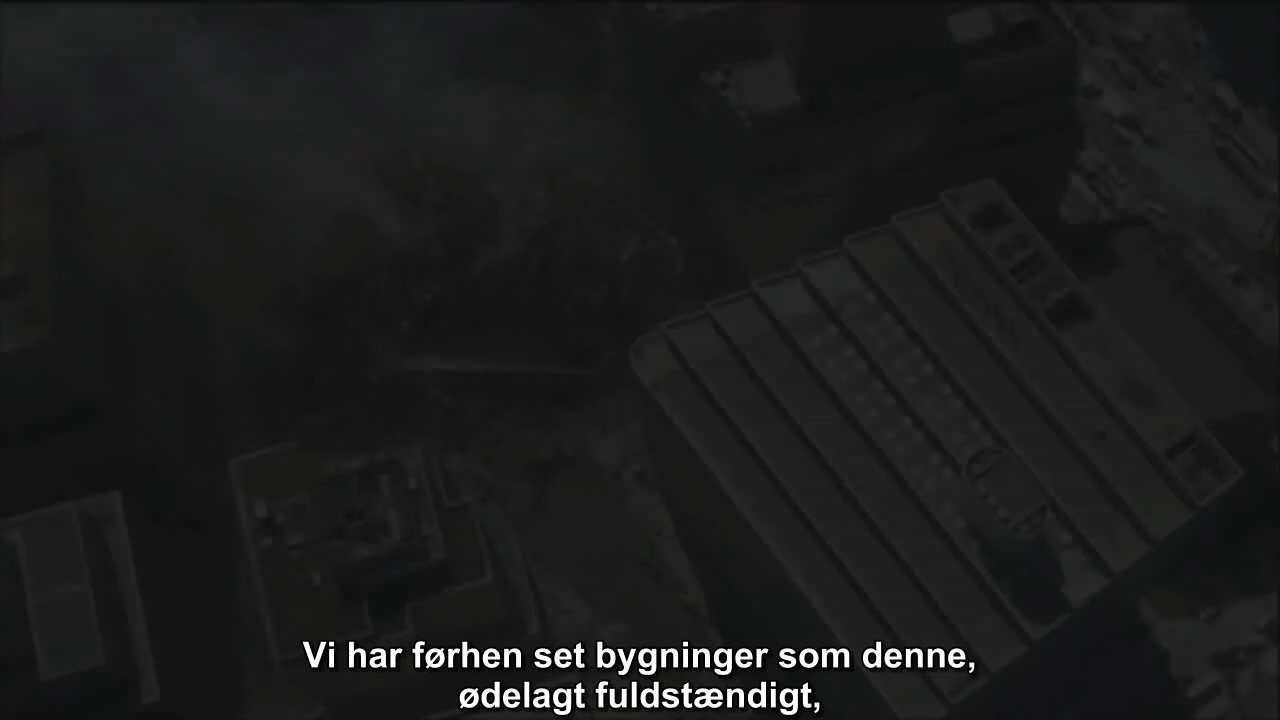 Vi har førhen set bygninger som denne,
ødelagt fuldstændigt,